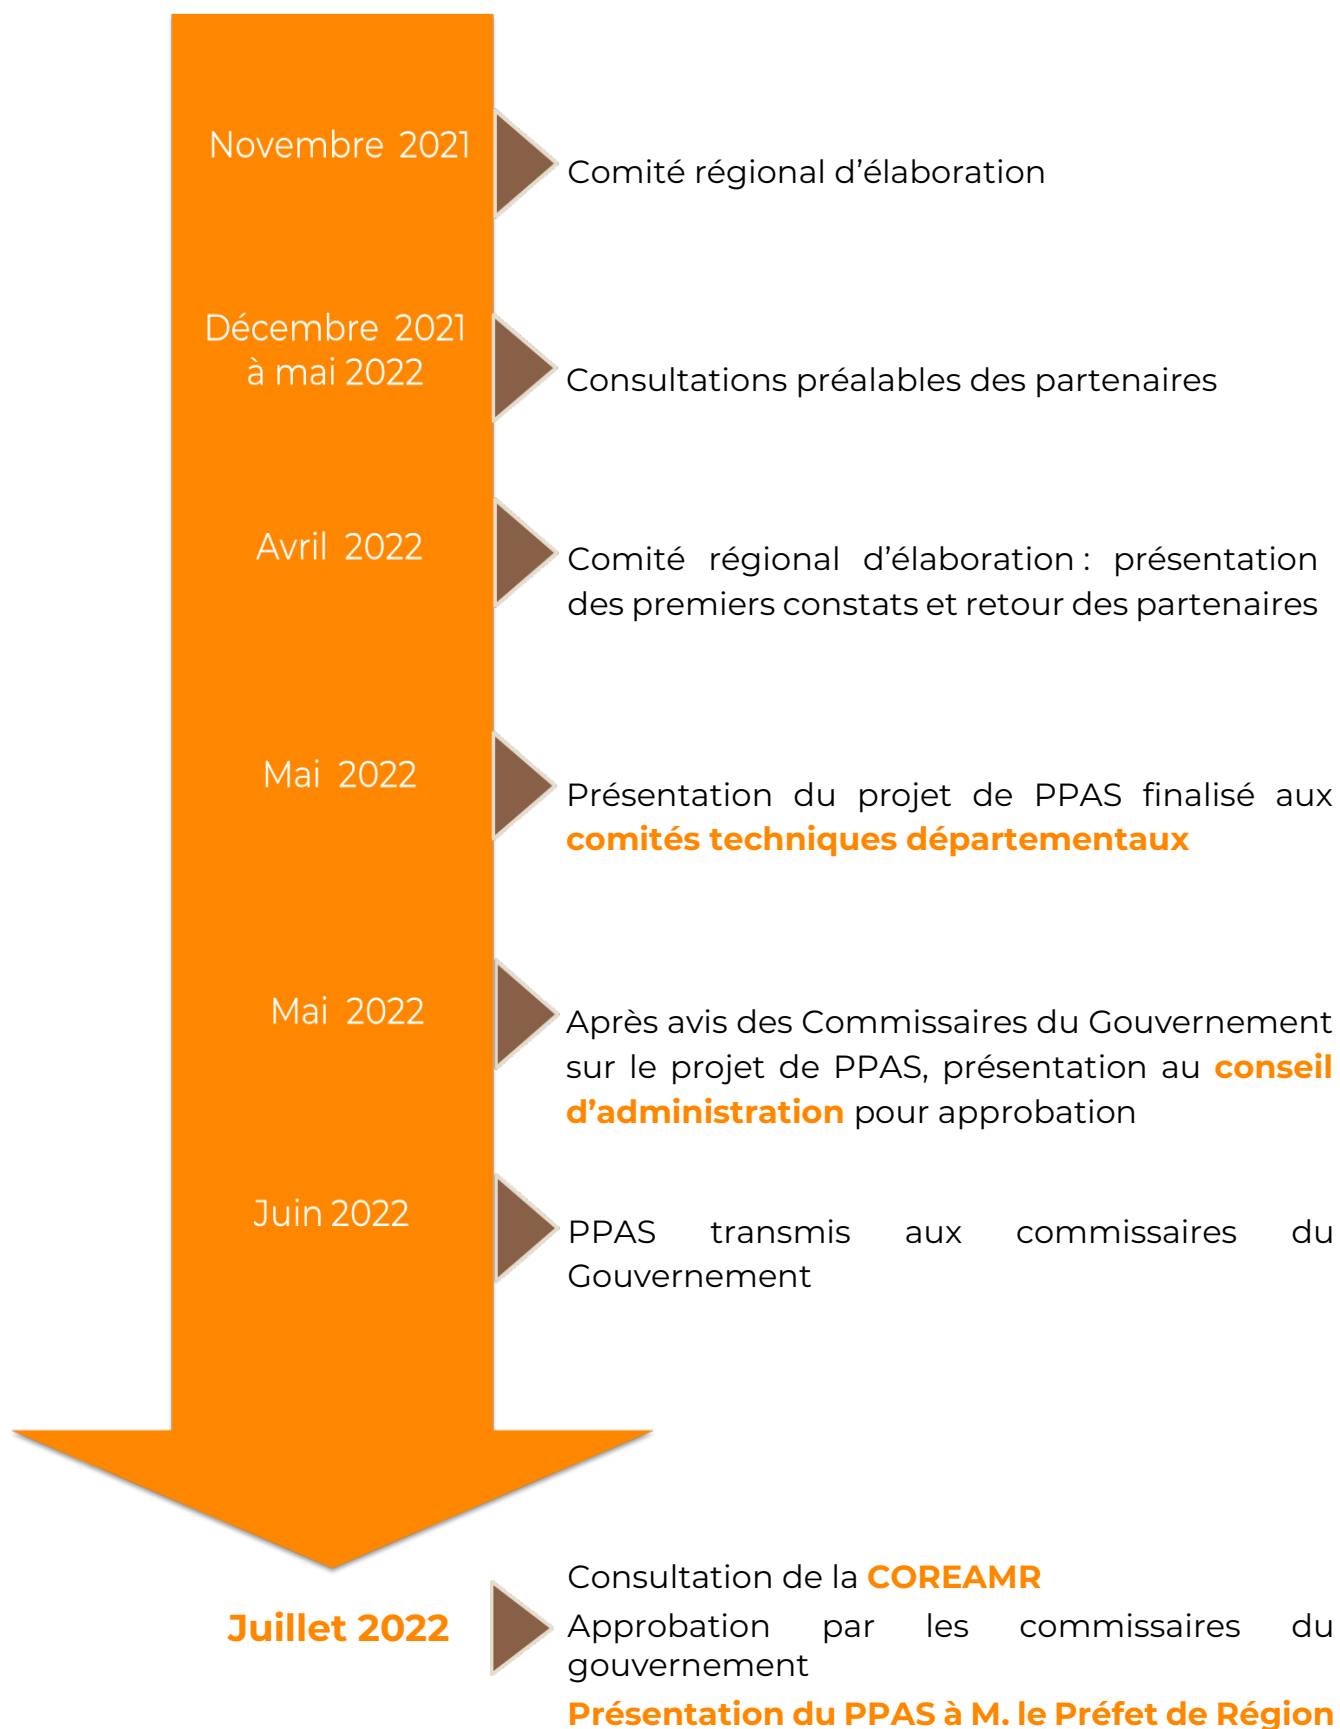 Novembre 2021
Comité régional d’élaboration
Décembre 2021
à mai 2022
Consultations préalables des partenaires
Avril 2022
Comité régional d’élaboration : présentation
des premiers constats et retour des partenaires
Mai 2022
Présentation du projet de PPAS finalisé aux
comités techniques départementaux
Mai 2022
Après avis des Commissaires du Gouvernement
sur le projet de PPAS, présentation au conseil
d’administration pour approbation
Juin 2022
PPAS transmis aux commissaires du
Gouvernement
Juillet 2022
Consultation de la COREAMR
Approbation par les commissaires du
gouvernement
Présentation du PPAS à M. le Préfet de Région